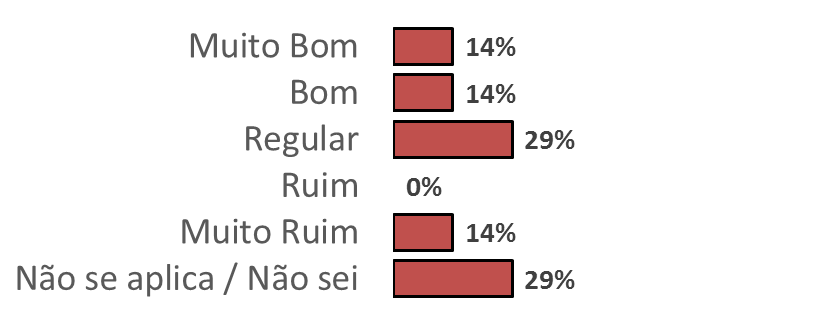 Muito Bom 14%
Bom 14%
Regular 29%
Ruim 0%
Muito Ruim 14%
Não se aplica / Não sei 29%